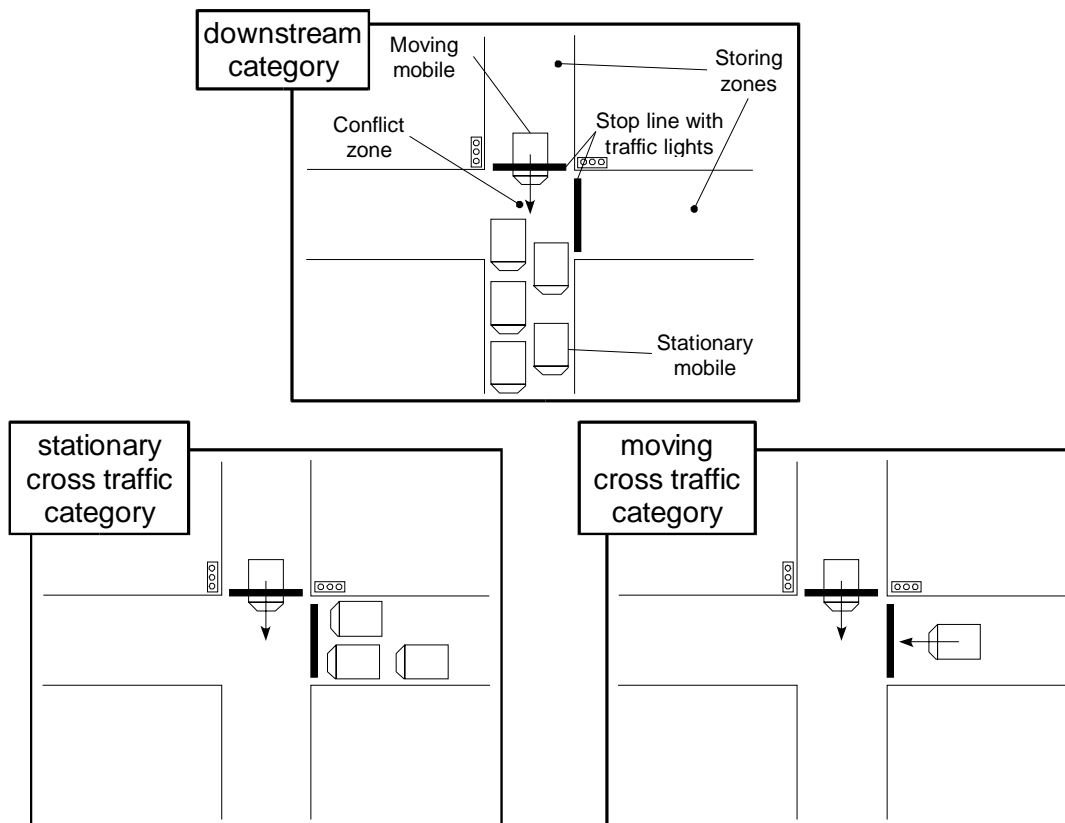 downstream
category
Moving
mobile
Storing
zones
Conflict
zone
Stop line with
traffic lights
Stationary
mobile
stationary
cross traffic
category
moving
cross traffic
category